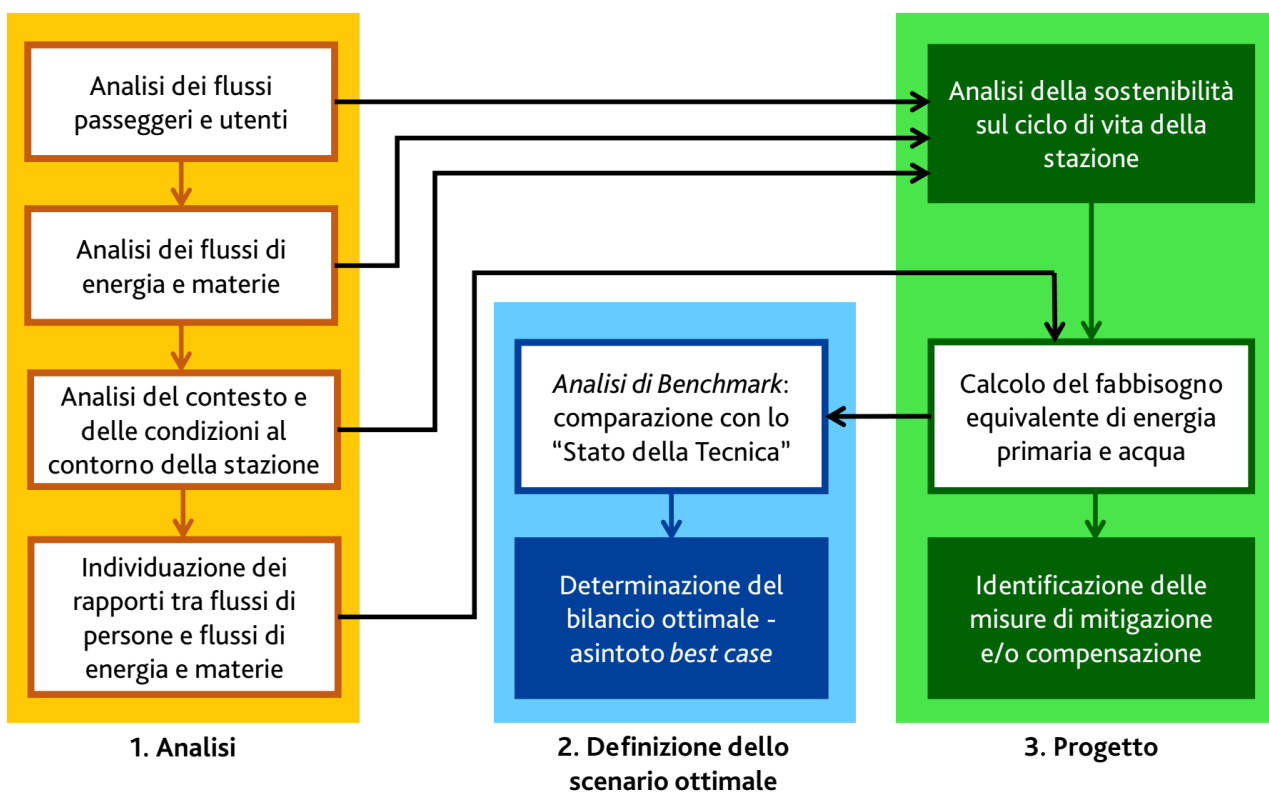 Analisi dei flussi
passeggeri e utenti
Analisi dei flussi di
energia e materie
Analisi del contesto e
delle condizioni al
contorno della stazione
Individuazione dei
rapporti tra flussi di
persone e flussi di
energia e materie
1. Analisi
Analisi di Benchmark:
comparazione con lo
“Stato della Tecnica”
Determinazione del
bilancio ottimale -
asintoto best case
2. Definizione dello
scenario ottimale
Analisi della sostenibilità
sul ciclo di vita della
stazione
Calcolo del fabbisogno
equivalente di energia
primaria e acqua
Identificazione delle
misure di mitigazione
e/o compensazione
3. Progetto